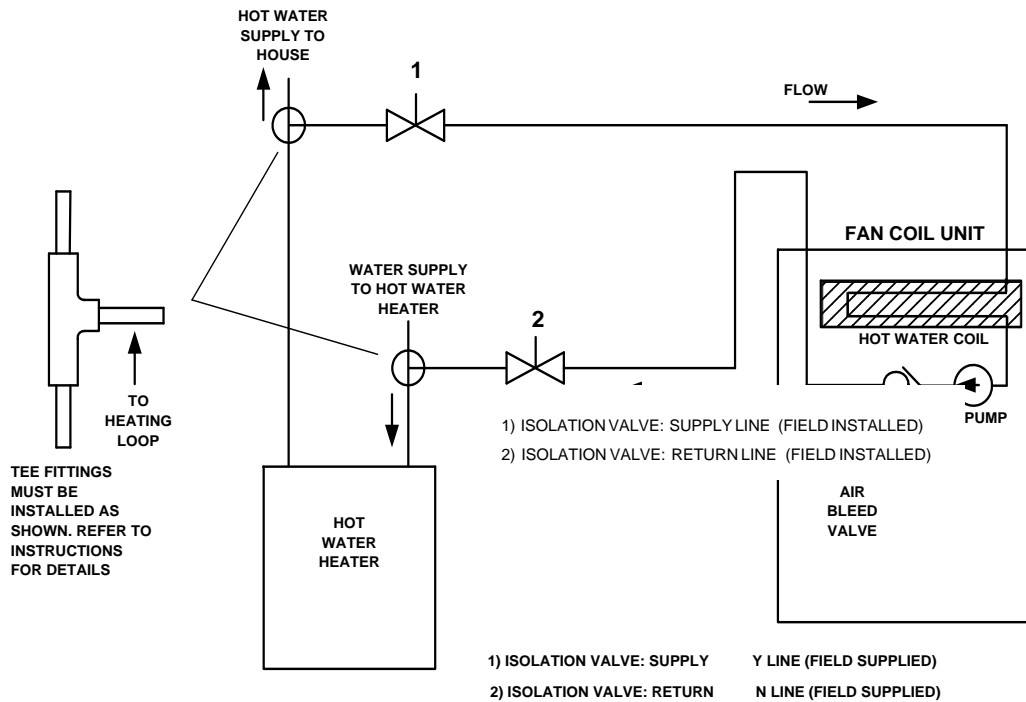 HOT WATER
SUPPLY TO
HOUSE
1
FLOW
FAN COIL UNIT
WATER SUPPLY
TO HOT WATER
HEATER
2
HOT WATER COIL
TO
HEATING
LOOP
PUMP
1) ISOLATION VALVE: SUPPLY LINE (FIELD INSTALLED)
2) ISOLATION VALVE: RETURN LINE (FIELD INSTALLED)
TEE FITTINGS
MUST BE
INSTALLED AS
SHOWN. REFER TO
INSTRUCTIONS
FOR DETAILS
AIR
BLEED
VALVE
HOT
WATER
HEATER
1) ISOLATION VALVE: SUPPLY Y LINE (FIELD SUPPLIED)
2) ISOLATION VALVE: RETURN N LINE (FIELD SUPPLIED)